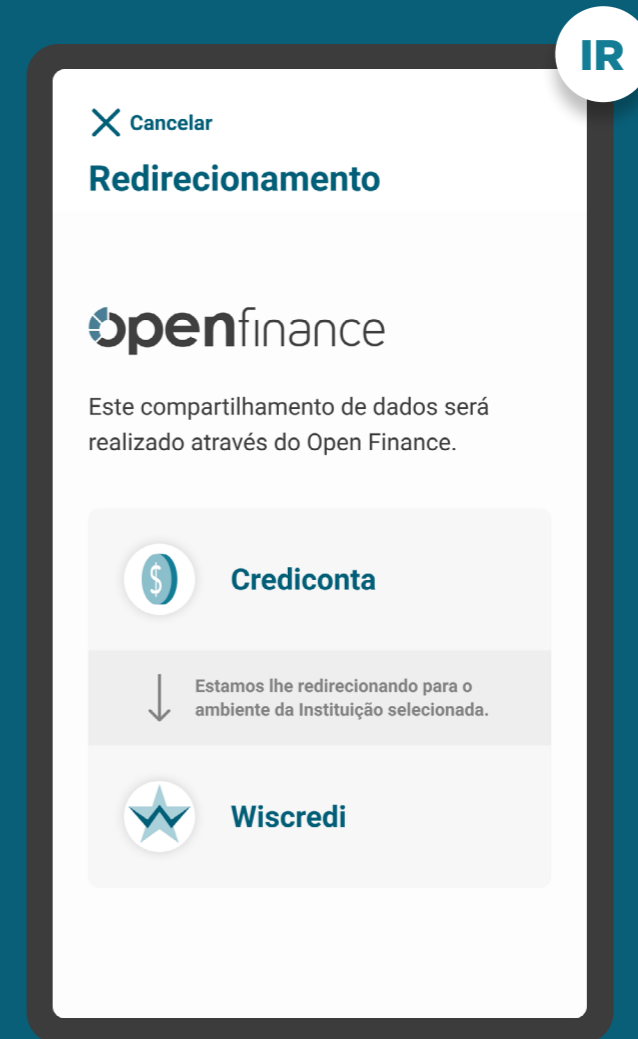 IR
Cancelar
Redirecionamento
openfinance
Este compartilhamento de dados será
realizado através do Open Finance.
$
Crediconta
Estamos lhe redirecionando para o
ambiente da Instituição selecionada.
Wiscredi